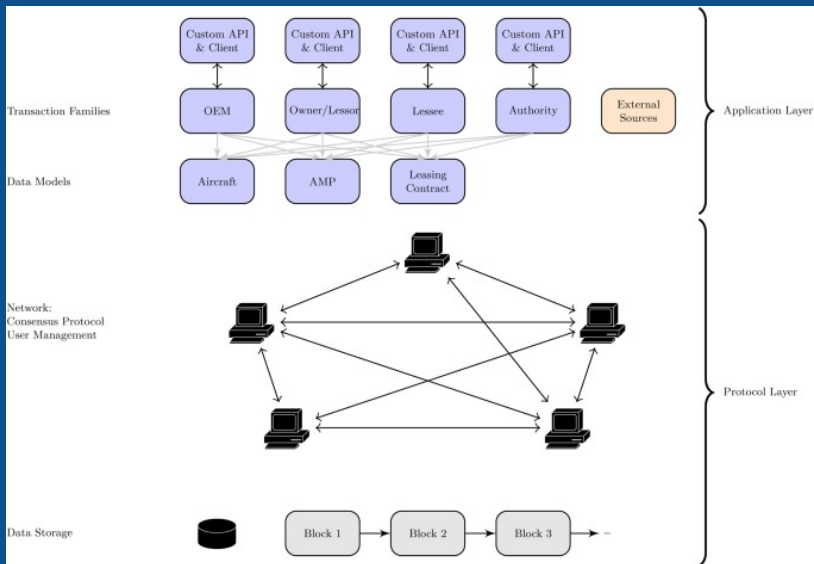 Custom API
& Client
Custom API
& Client
Custom API
& Client
Custom API
& Client
Transaction Families
OEM
Owner/Lessor
Lessee
Authority
External
Sources
Application Layer
Data Models
Aircraft
AMP
Leasing
Contract
Network:
Consensus Protocol
User Management
Protocol Layer
Data Storage
Block 1
Block 2
Block 3